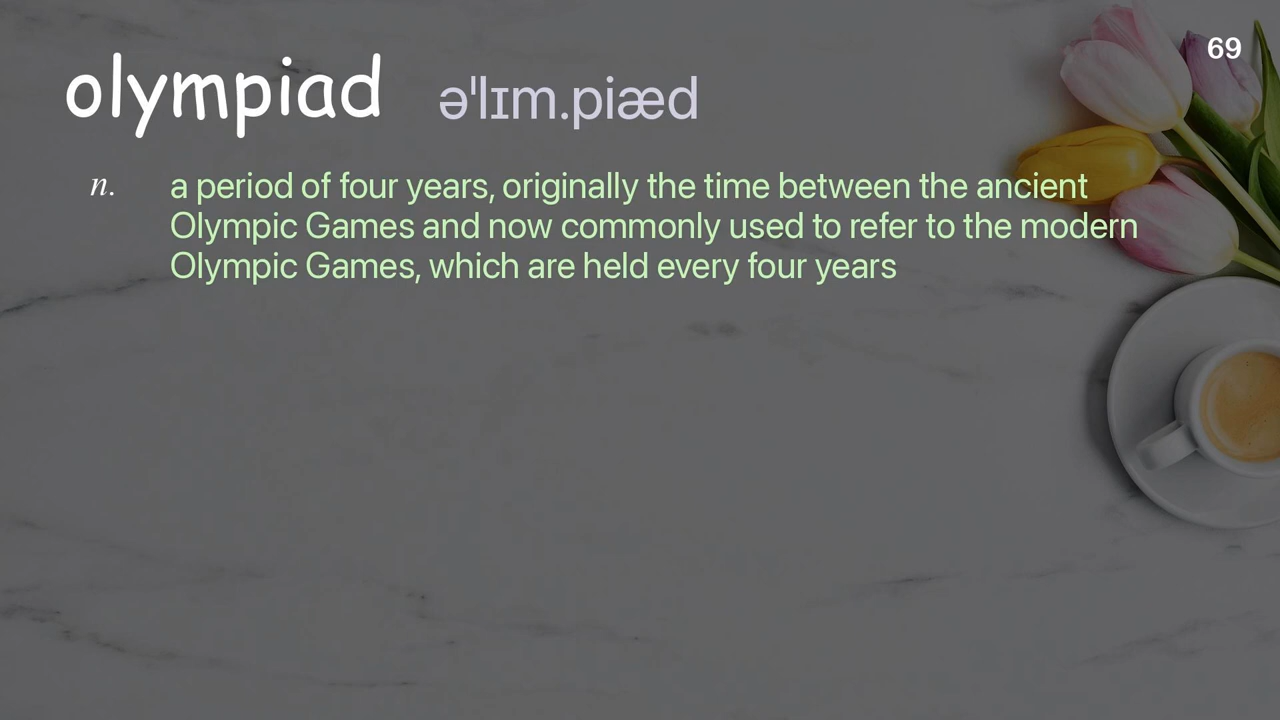 69
olympiad əˈlɪm.piæd
n. a period of four years, originally the time between the ancient
Olympic Games and now commonly used to refer to the modern
Olympic Games, which are held every four years